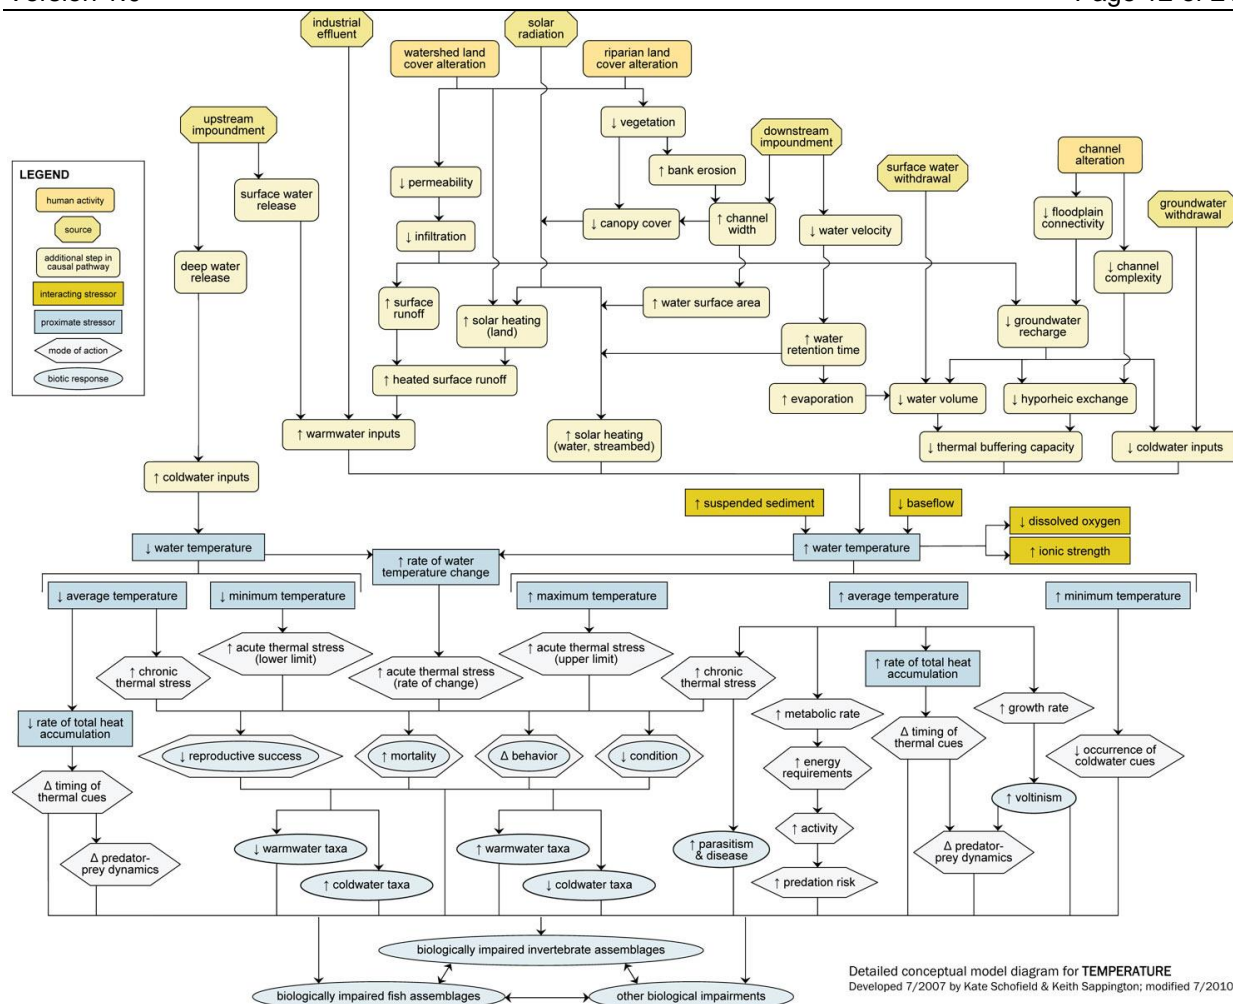 industrial
effluent
solar
radiation
watershed land
cover alteration
riparian land
cover alteration
upstream
impoundment
↓ vegetation
downstream
impoundment
channel
alteration
surface water
withdrawal
groundwater
withdrawal
LEGEND
human activity
source
additional step in
causal pathway
interacting stressor
proximate stressor
mode of action
biotic response
surface water
release
deep water
release
↓ permeability
↑ bank erosion
↓ infiltration
↓ canopy cover
↑ channel
width
↓ water velocity
↓ floodplain
connectivity
↓ channel
complexity
↑ surface
runoff
↑ solar heating
(land)
↑ water surface area
↓ groundwater
recharge
↑ water
retention time
↑ heated surface runoff
↑ evaporation
↓ water volume
↓ hyporheic exchange
↑ warmwater inputs
↑ solar heating
(water, streambed)
↓ thermal buffering capacity
↓ coldwater inputs
↑ coldwater inputs
↑ suspended sediment
↓ baseflow
↓ dissolved oxygen
↑ ionic strength
↓ water temperature
↑ rate of water
temperature change
↑ water temperature
↓ average temperature
↓ minimum temperature
↑ maximum temperature
↑ average temperature
↑ minimum temperature
↑ chronic
thermal stress
↑ acute thermal stress
(lower limit)
↑ acute thermal stress
(rate of change)
↑ acute thermal stress
(upper limit)
↑ chronic
thermal stress
↑ rate of total heat
accumulation
↓ rate of total heat
accumulation
↑ metabolic rate
↑ growth rate
Δ timing of
thermal cues
↓ reproductive success
↑ mortality
Δ behavior
↓ condition
↑ energy
requirements
↓ occurrence of
coldwater cues
Δ timing of
thermal cues
↑ voltinism
↑ activity
Δ predator-
prey dynamics
↓ warmwater taxa
↑ coldwater taxa
↑ warmwater taxa
↓ coldwater taxa
↑ parasitism
& disease
↑ predation risk
Δ predator-
prey dynamics
biologically impaired invertebrate assemblages
biologically impaired fish assemblages
other biological impairments
Detailed conceptual model diagram for TEMPERATURE
Developed 7/2007 by Kate Schofield & Keith Sappington; modified 7/2010